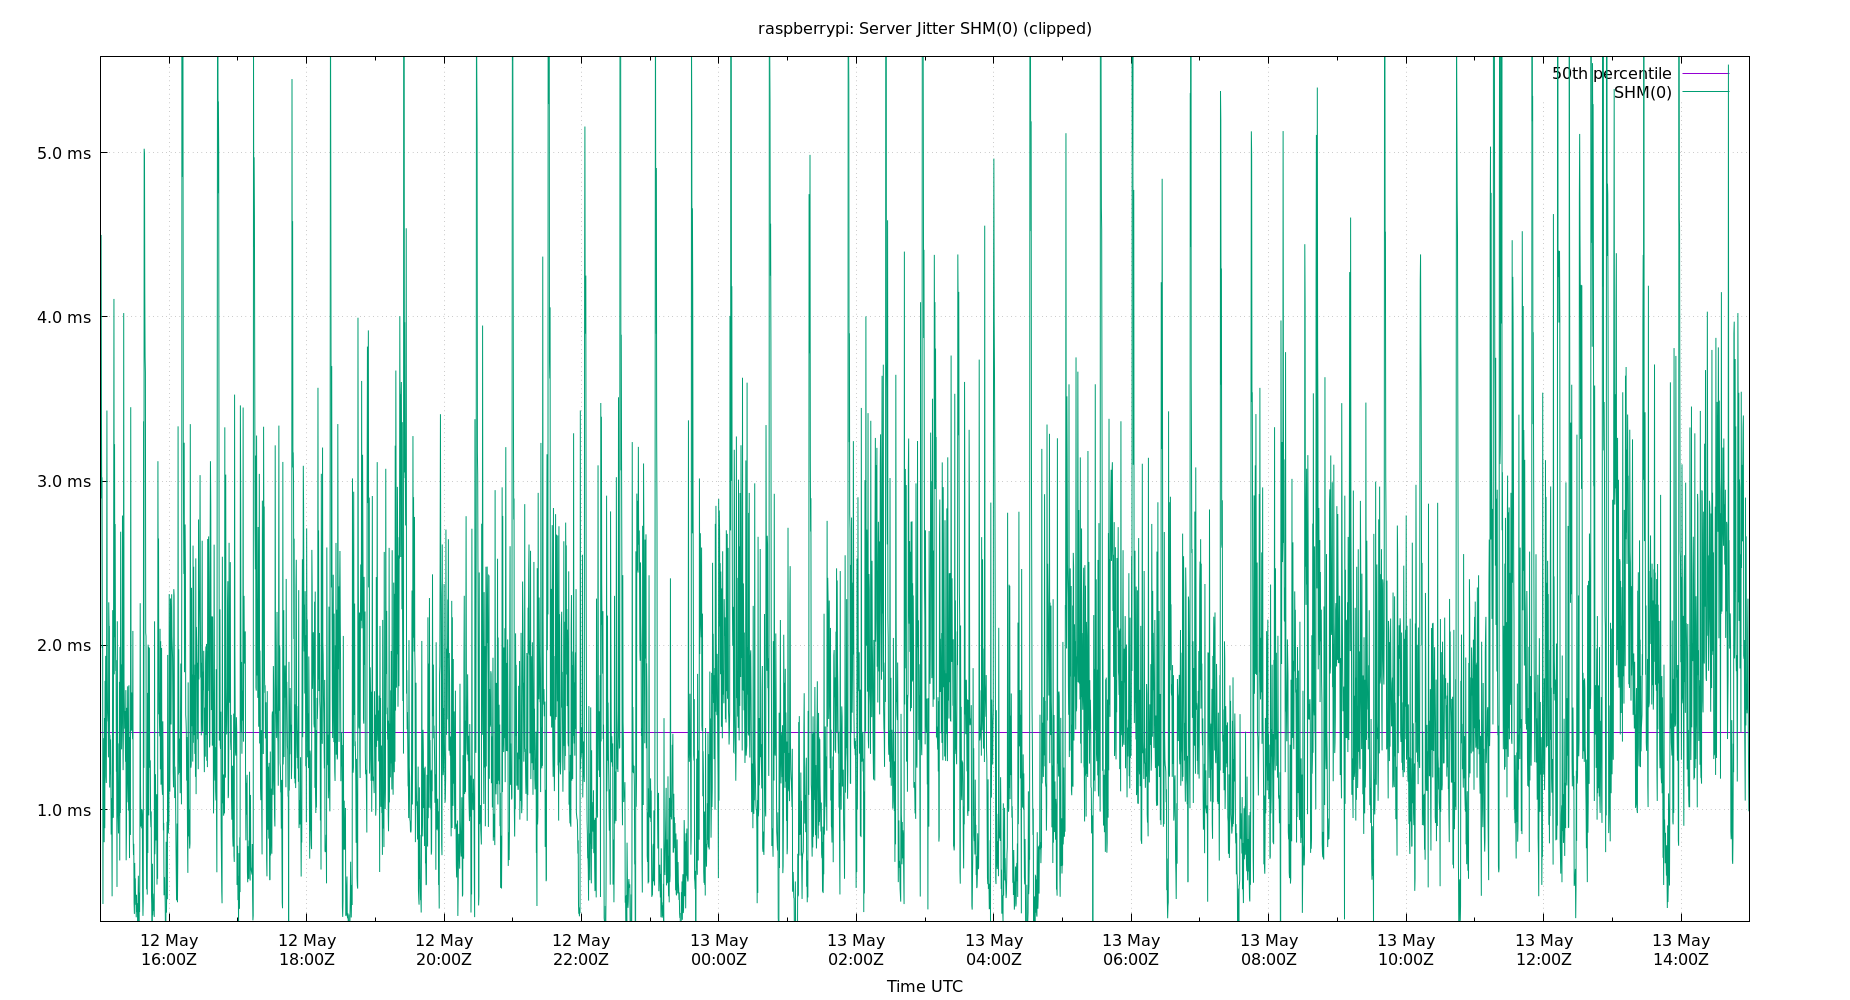 raspberrypi: Server Jitter SHM(0) (clipped)
50th percentile
SHM(0)
5.0 ms
4.0 ms
3.0 ms
2.0 ms
1.0 ms
12 May 12 May 12 May 12 May 13 May 13 May 13 May 13 May 13 May 13 May 13 May 13 May
16:00Z 18:00Z 20:00Z 22:00Z 00:00Z 02:00Z 04:00Z 06:00Z 08:00Z 10:00Z 12:00Z 14:00Z
Time UTC